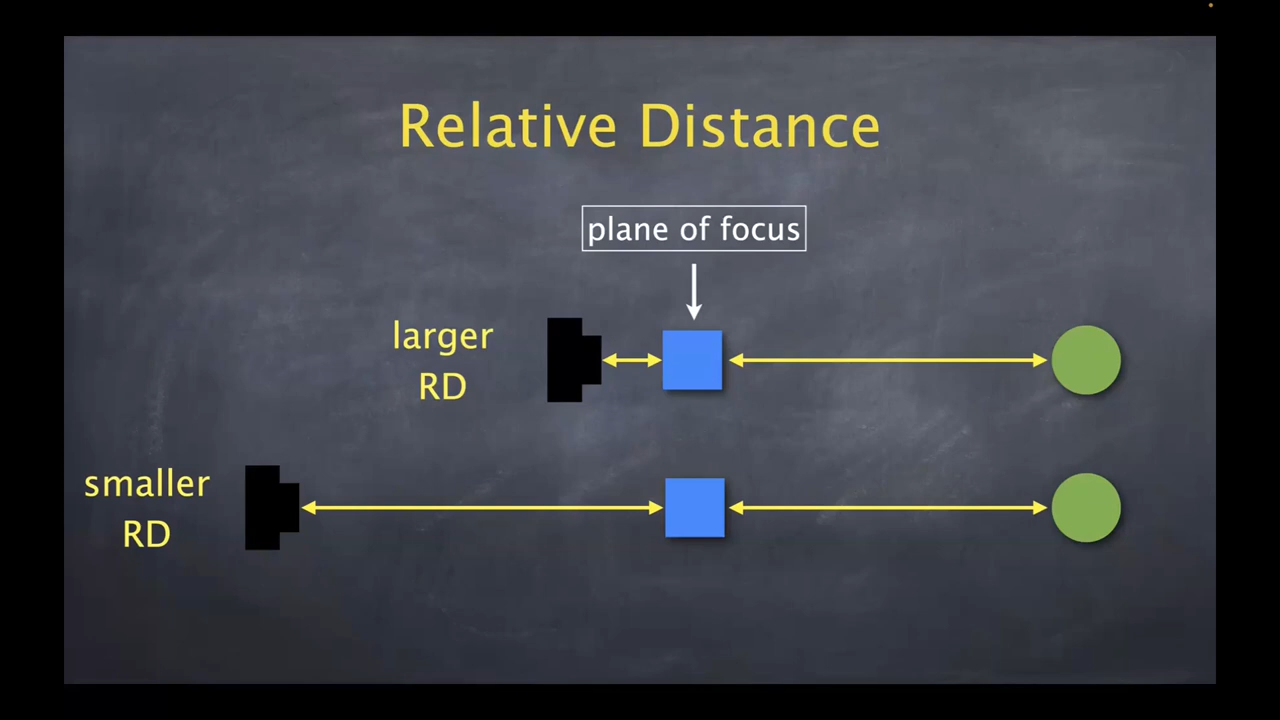 Relative Distance
plane of focus
larger
RD
smaller
RD